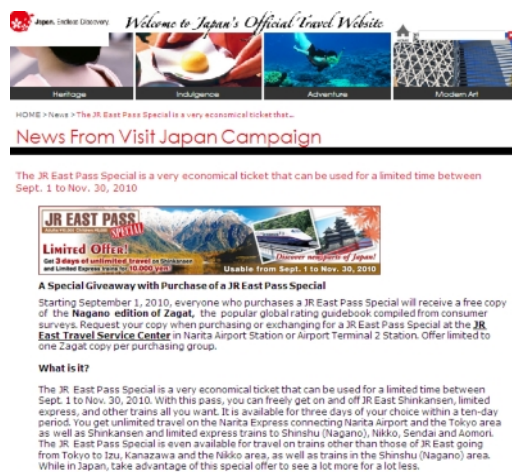 Japan. Endless Discovery.
Welcome to Japan's Official Travel Website
Heritage
Indulgence
Adventure
Modern Art
HOME > News > The JR East Pass Special is a very economical ticket that...
News From Visit Japan Campaign
The JR East Pass Special is a very economical ticket that can be used for a limited time between
Sept. 1 to Nov. 30, 2010
JR EAST PASS
SPECIAL
LIMITED OFFER!
Get 3 days of unlimited travel on Shinkansen
and Limited Express trains for 10,000 yen!
Discover new parts of Japan!
Usable from Sept. 1 to Nov. 30, 2010
A Special Giveaway with Purchase of a JR East Pass Special
Starting September 1, 2010, everyone who purchases a JR East Pass Special will receive a free copy
of the Nagano edition of Zagat, the popular global rating guidebook compiled from consumer
surveys. Request your copy when purchasing or exchanging for a JR East Pass Special at the JR
East Travel Service Center in Narita Airport Station or Airport Terminal 2 Station. Offer limited to
one Zagat copy per purchasing group.
What is it?
The JR East Pass Special is a very economical ticket that can be used for a limited time between
Sept. 1 to Nov. 30, 2010. With this pass, you can freely get on and off JR East Shinkansen, limited
express, and other trains all you want. It is available for three days of your choice within a ten-day
period. You get unlimited travel on the Narita Express connecting Narita Airport and the Tokyo area
as well as Shinkansen and limited express trains to Shinshu (Nagano), Nikko, Sendai and Aomori.
The JR East Pass Special is even available for travel on trains other than those of JR East going
from Tokyo to Izu, Kanazawa and the Nikko area, as well as trains in the Shinshu (Nagano) area.
While in Japan, take advantage of this special offer to see a lot more for a lot less.